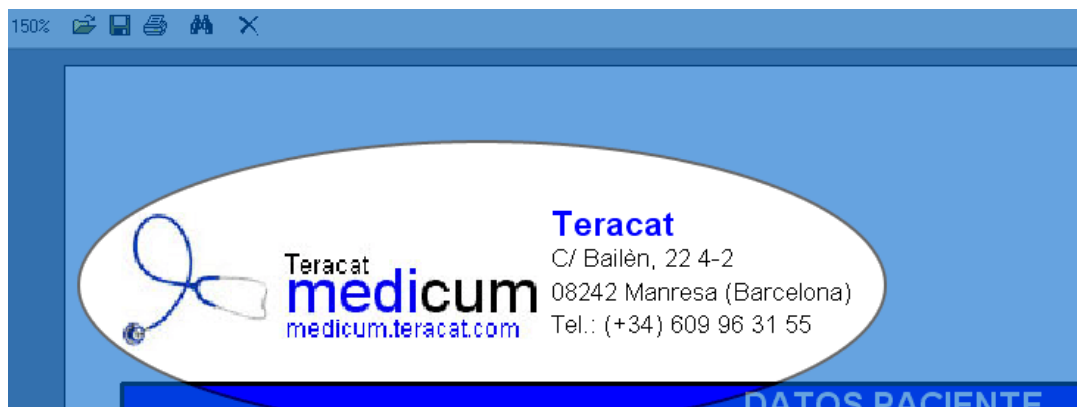 150%
Teracat
medicum
medicum.teracat.com
Teracat
C/ Bailèn, 22 4-2
08242 Manresa (Barcelona)
Tel.: (+34) 609 96 31 55
DATOS PACIENTE